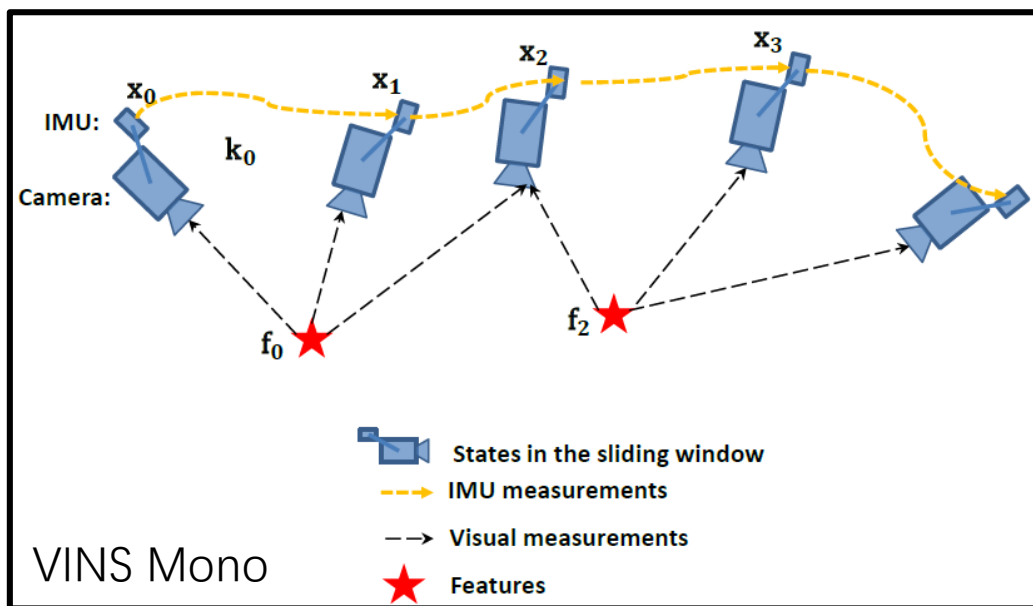 x₀
x₁
x₂
x₃
IMU:
k₀
Camera:
f₀
f₂
States in the sliding window
IMU measurements
Visual measurements
Features
VINS Mono